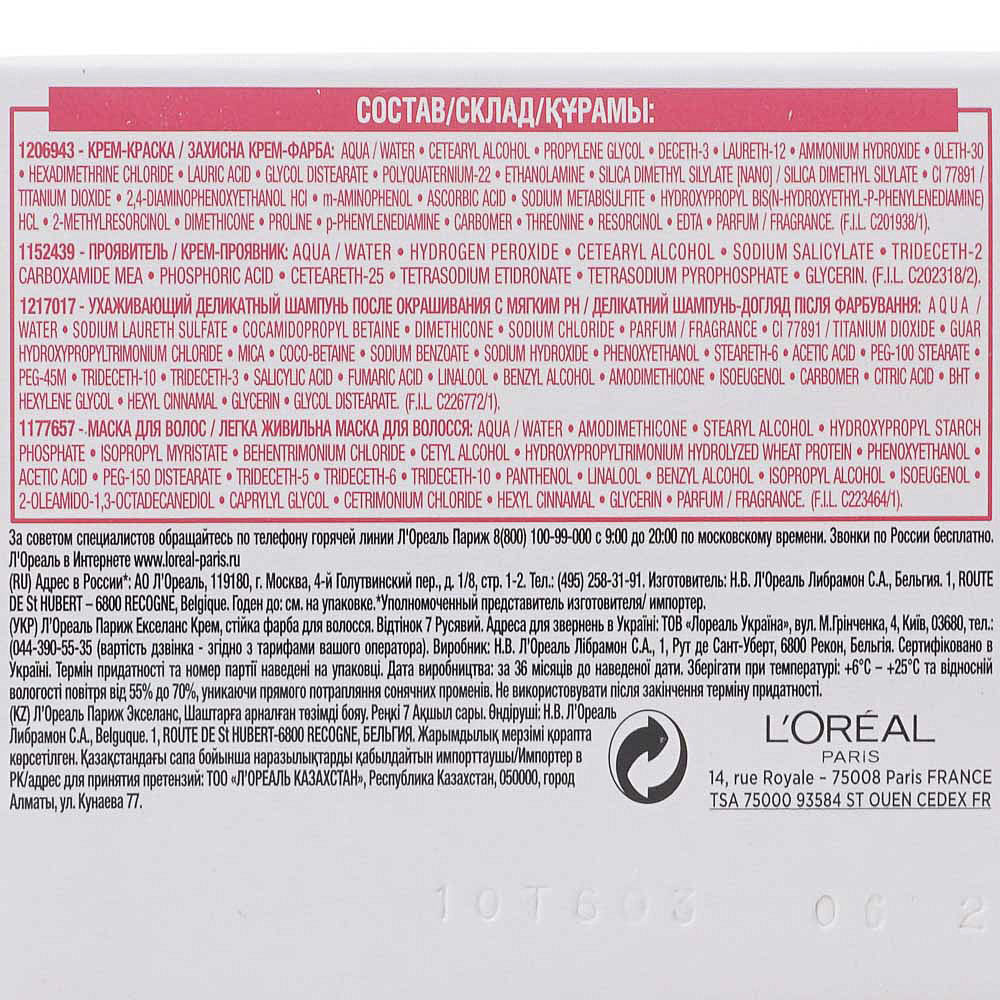 СОСТАВ/СКЛАД/ҚҰРАМЫ:
1206943 - КРЕМ-КРАСКА / ЗАХИСНА КРЕМ-ФАРБА: AQUA / WATER • CETEARYL ALCOHOL • PROPYLENE GLYCOL • DECETH-3 • LAURETH-12 • AMMONIUM HYDROXIDE • OLETH-30
• HEXADIMETHRINE CHLORIDE • LAURIC ACID • GLYCOL DISTEARATE • POLYQUATERNIUM-22 • ETHANOLAMINE • SILICA DIMETHYL SILYLATE [NANO] / SILICA DIMETHYL SILYLATE • CI 77891 /
TITANIUM DIOXIDE • 2,4-DIAMINOPHENOXYETHANOL HCI • m-AMINOPHENOL • ASCORBIC ACID • SODIUM METABISULFITE • HYDROXYPROPYL BIS(N-HYDROXYETHYL-P-PHENYLENEDIAMINE)
HCL • 2-METHYLRESORCINOL • DIMETHICONE • PROLINE • p-PHENYLENEDIAMINE • CARBOMER • THREONINE • RESORCINOL • EDTA • PARFUM / FRAGRANCE. (F.I.L. C201938/1).
1152439 - ПРОЯВИТЕЛЬ / КРЕМ-ПРОЯВНИК: AQUA / WATER • HYDROGEN PEROXIDE • CETEARYL ALCOHOL • SODIUM SALICYLATE • TRIDECETH-2
CARBOXAMIDE MEA • PHOSPHORIC ACID • CETEARETH-25 • TETRASODIUM ETIDRONATE • TETRASODIUM PYROPHOSPHATE • GLYCERIN. (F.I.L. C202318/2).
1217017 - УХАЖИВАЮЩИЙ ДЕЛИКАТНЫЙ ШАМПУНЬ ПОСЛЕ ОКРАШИВАНИЯ С МЯГКИМ PH / ДЕЛІКАТНИЙ ШАМПУНЬ-ДОГЛЯД ПІСЛЯ ФАРБУВАННЯ: AQUA /
WATER • SODIUM LAURETH SULFATE • COCAMIDOPROPYL BETAINE • DIMETHICONE • SODIUM CHLORIDE • PARFUM / FRAGRANCE • CI 77891 / TITANIUM DIOXIDE • GUAR
HYDROXYPROPYLTRIMONIUM CHLORIDE • MICA • COCO-BETAINE • SODIUM BENZOATE • SODIUM HYDROXIDE • PHENOXYETHANOL • STEARETH-6 • ACETIC ACID • PEG-100 STEARATE •
PEG-45M • TRIDECETH-10 • TRIDECETH-3 • SALICYLIC ACID • FUMARIC ACID • LINALOOL • BENZYL ALCOHOL • AMODIMETHICONE • ISOEUGENOL • CARBOMER • CITRIC ACID • BHT •
HEXYLENE GLYCOL • HEXYL CINNAMAL • GLYCERIN • GLYCOL DISTEARATE. (F.I.L. C226772/1).
1177657 - МАСКА ДЛЯ ВОЛОС / ЛЕГКА ЖИВИЛЬНА МАСКА ДЛЯ ВОЛОССЯ: AQUA / WATER • AMODIMETHICONE • STEARYL ALCOHOL • HYDROXYPROPYL STARCH
PHOSPHATE • ISOPROPYL MYRISTATE • BEHENTRIMONIUM CHLORIDE • CETYL ALCOHOL • HYDROXYPROPYLTRIMONIUM HYDROLYZED WHEAT PROTEIN • PHENOXYETHANOL •
ACETIC ACID • PEG-150 DISTEARATE • TRIDECETH-5 • TRIDECETH-6 • TRIDECETH-10 • PANTHENOL • LINALOOL • BENZYL ALCOHOL • ISOPROPYL ALCOHOL • ISOEUGENOL •
2-OLEAMIDO-1,3-OCTADECANEDIOL • CAPRYLYL GLYCOL • CETRIMONIUM CHLORIDE • HEXYL CINNAMAL • GLYCERIN • PARFUM / FRAGRANCE. (F.I.L. C223464/1).
За советом специалистов обращайтесь по телефону горячей линии Л'Ореаль Париж 8(800) 100-99-000 с 9:00 до 20:00 по московскому времени. Звонки по России бесплатно.
Л'Ореаль в Интернете www.loreal-paris.ru
(RU) Адрес в России*: АО Л'Ореаль, 119180, г. Москва, 4-й Голутвинский пер., д. 1/8, стр. 1-2. Тел.: (495) 258-31-91. Изготовитель: Н.В. Л'Ореаль Либрамон С.А., Бельгия. 1, ROUTE
DE St HUBERT – 6800 RECOGNE, Belgique. Годен до: см. на упаковке.*Уполномоченный представитель изготовителя/ импортер.
(УКР) Л'Ореаль Париж Екселанс Крем, стійка фарба для волосся. Відтінок 7 Русявий. Адреса для звернень в Україні: ТОВ «Лореаль Україна», вул. М.Грінченка, 4, Київ, 03680, тел.:
(044-390-55-35 (вартість дзвінка - згідно з тарифами вашого оператора). Виробник: Н.В. Л'Ореаль Лібрамон С.А., 1, Рут де Сант-Уберт, 6800 Рекон, Бельгія. Сертифіковано в
Україні. Термін придатності та номер партії наведені на упаковці. Дата виробництва: за 36 місяців до наведеної дати. Зберігати при температурі: +6°С – +25°С та відносній
вологості повітря від 55% до 70%, уникаючи прямого потрапляння сонячних променів. Не використовувати після закінчення терміну придатності.
(KZ) Л'Ореаль Париж Экселанс, Шаштарға арналған төзімді бояу. Реңкі 7 Ақшыл сары. Өндіруші: Н.В. Л'Ореаль
Либрамон С.А., Belguque. 1, ROUTE DE St HUBERT-6800 RECOGNE, БЕЛЬГИЯ. Жарымдылық мерзімі қорапта
көрсетілген. Қазақстандағы сапа бойынша наразылықтарды қабылдайтын импорттаушы/Импортер в
РК/адрес для принятия претензий: ТОО «Л'ОРЕАЛЬ КАЗАХСТАН», Республика Казахстан, 050000, город
Алматы, ул. Кунаева 77.
L'ORÉAL
PARIS
14, rue Royale - 75008 Paris FRANCE
TSA 75000 93584 ST OUEN CEDEX FR
10T603 06 2